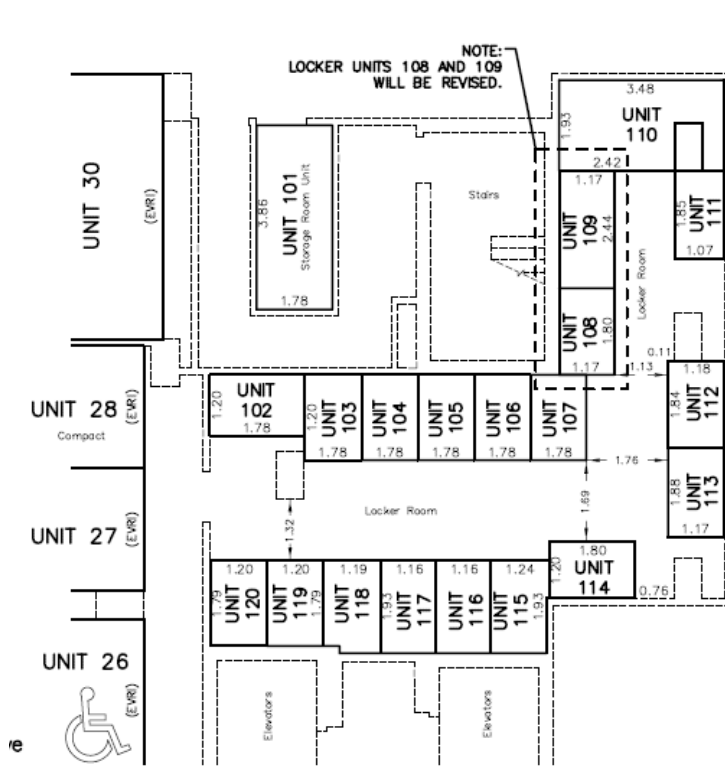 NOTE:
LOCKER UNITS 108 AND 109
WILL BE REVISED.
3.48
UNIT
110
1.93
2.42
UNIT 30
(EVRI)
3.86
UNIT 101
Storage Room Unit
1.78
Stairs
1.17
UNIT
109
2.44
Locker Room
1.85
UNIT
111
1.07
UNIT
108
1.80
1.17
1.13
0.11
1.18
UNIT
112
1.84
UNIT 28
Compact
(EVRI)
1.20
UNIT
102
1.78
1.20
UNIT
103
1.78
UNIT
104
1.78
UNIT
105
1.78
UNIT
106
1.78
UNIT
107
1.78
1.76
1.88
UNIT
113
1.17
UNIT 27
(EVRI)
1.32
Locker Room
1.69
1.20
1.79
UNIT
120
1.20
UNIT
119
1.79
1.19
UNIT
118
1.16
1.93
UNIT
117
1.16
UNIT
116
1.24
UNIT
115
1.93
1.80
1.20
UNIT
114
0.76
UNIT 26
(EVRI)
Elevators
Elevators
ve